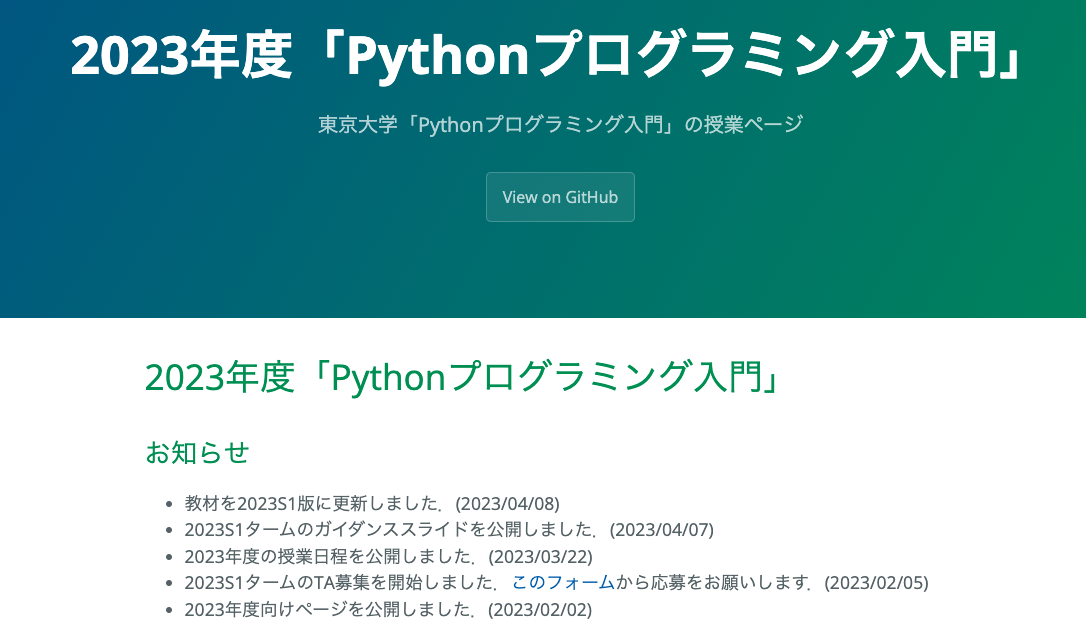 2023年度「Pythonプログラミング入門」
東京大学「Pythonプログラミング入門」の授業ページ
View on GitHub
2023年度「Pythonプログラミング入門」
お知らせ
• 教材を2023S1版に更新しました．(2023/04/08)
• 2023S1タームのガイダンススライドを公開しました．(2023/04/07)
• 2023年度の授業日程を公開しました．(2023/03/22)
• 2023S1タームのTA募集を開始しました．このフォームから応募をお願いします．(2023/02/05)
• 2023年度向けページを公開しました．(2023/02/02)